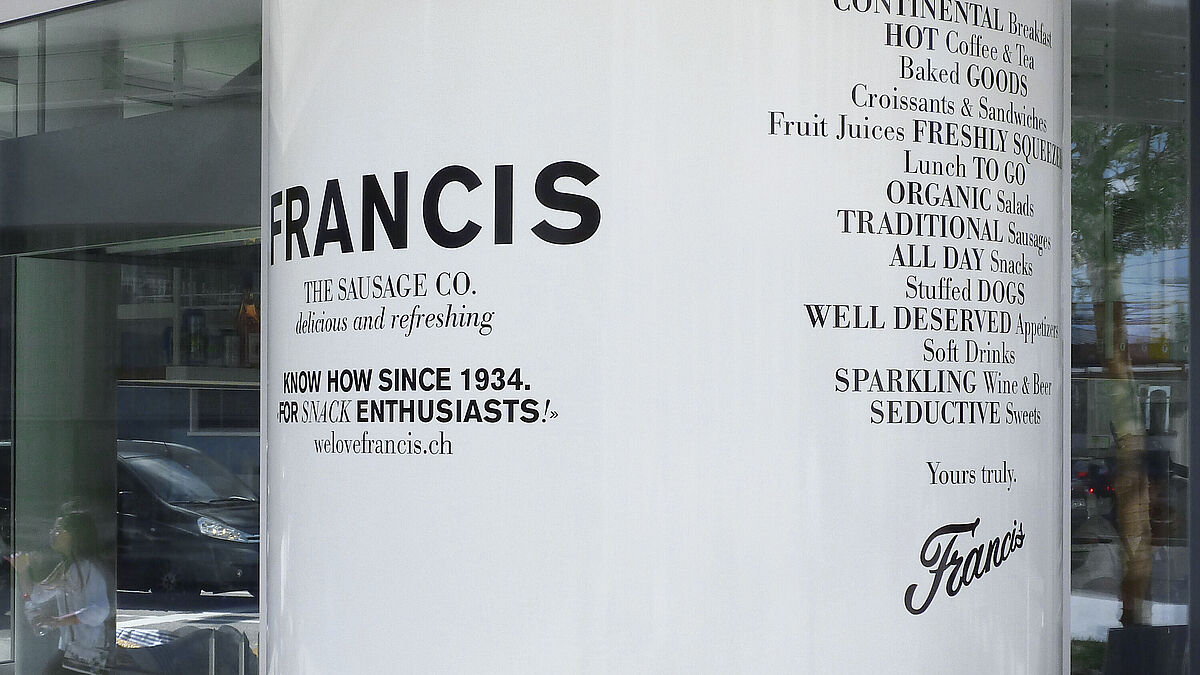 FRANCIS
THE SAUSAGE CO.
delicious and refreshing
KNOW HOW SINCE 1934.
‹FOR SNACK ENTHUSIASTS!»
welovefrancis.ch
CONTINENTAL Breakfast
HOT Coffee & Tea
Baked GOODS
Croissants & Sandwiches
Fruit Juices FRESHLY SQUEEZE
Lunch TO GO
ORGANIC Salads
TRADITIONAL Sausages
ALL DAY Snacks
Stuffed DOGS
WELL DESERVED Appetizers
Soft Drinks
SPARKLING Wine & Beer
SEDUCTIVE Sweets
Yours truly.
Francis